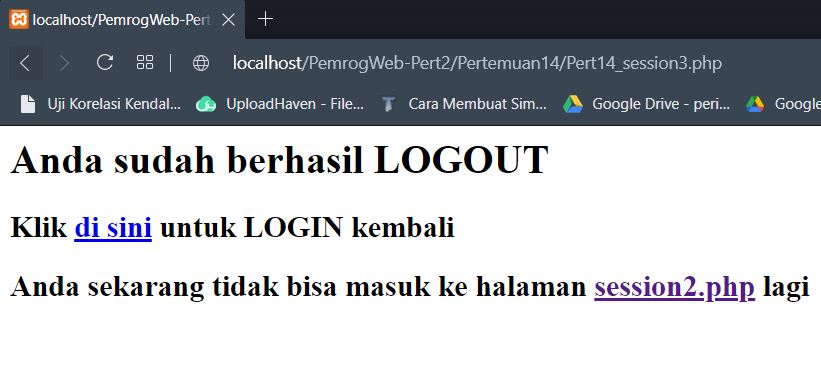 localhost/PemrogWeb-Pert
localhost/PemrogWeb-Pert2/Pertemuan14/Pert14_session3.php
Uji Korelasi Kendal... UploadHaven - File... Cara Membuat Sim... Google Drive - peri... Google
Anda sudah berhasil LOGOUT
Klik di sini untuk LOGIN kembali
Anda sekarang tidak bisa masuk ke halaman session2.php lagi